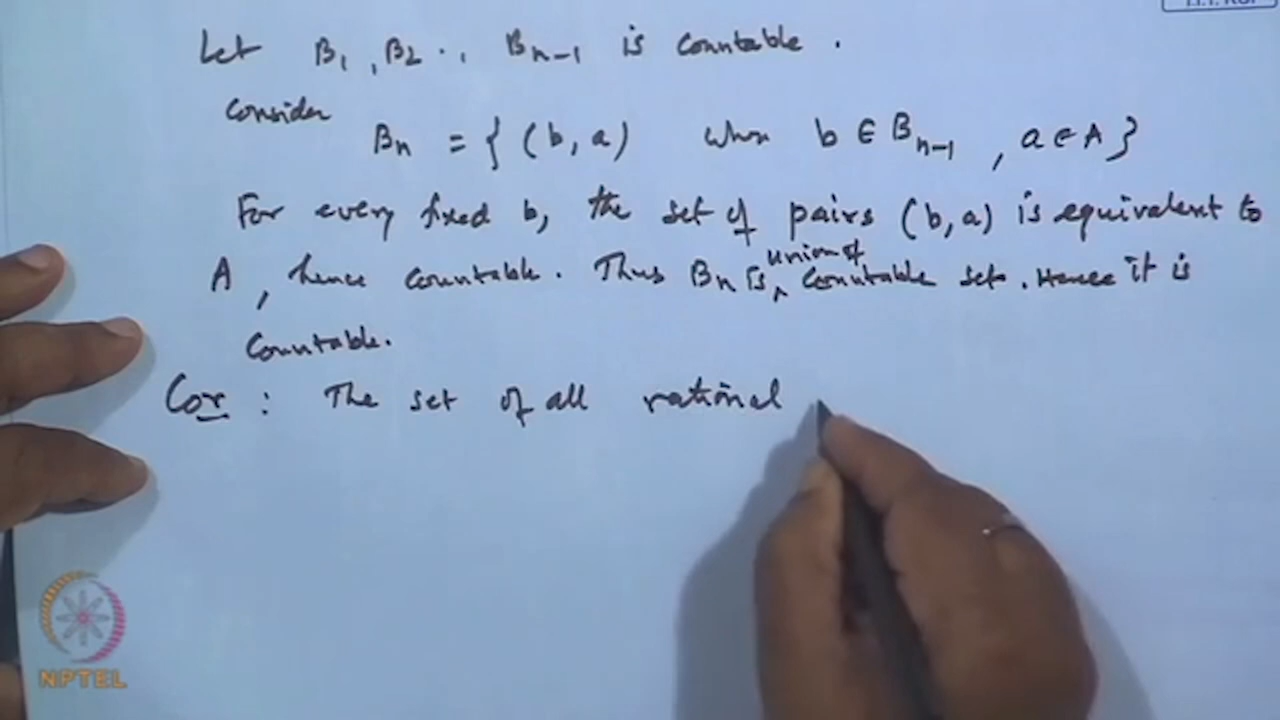 Let B₁, B₂ .., Bₙ₋₁ is countable.
Consider
Bₙ = { (b, a) when b ∈ Bₙ₋₁, a ∈ A }
For every fixed b, the set of pairs (b, a) is equivalent to
A, hence countable. Thus Bₙ is union of countable set. Hence it is
countable.
Cor : The set of all rational
NPTEL